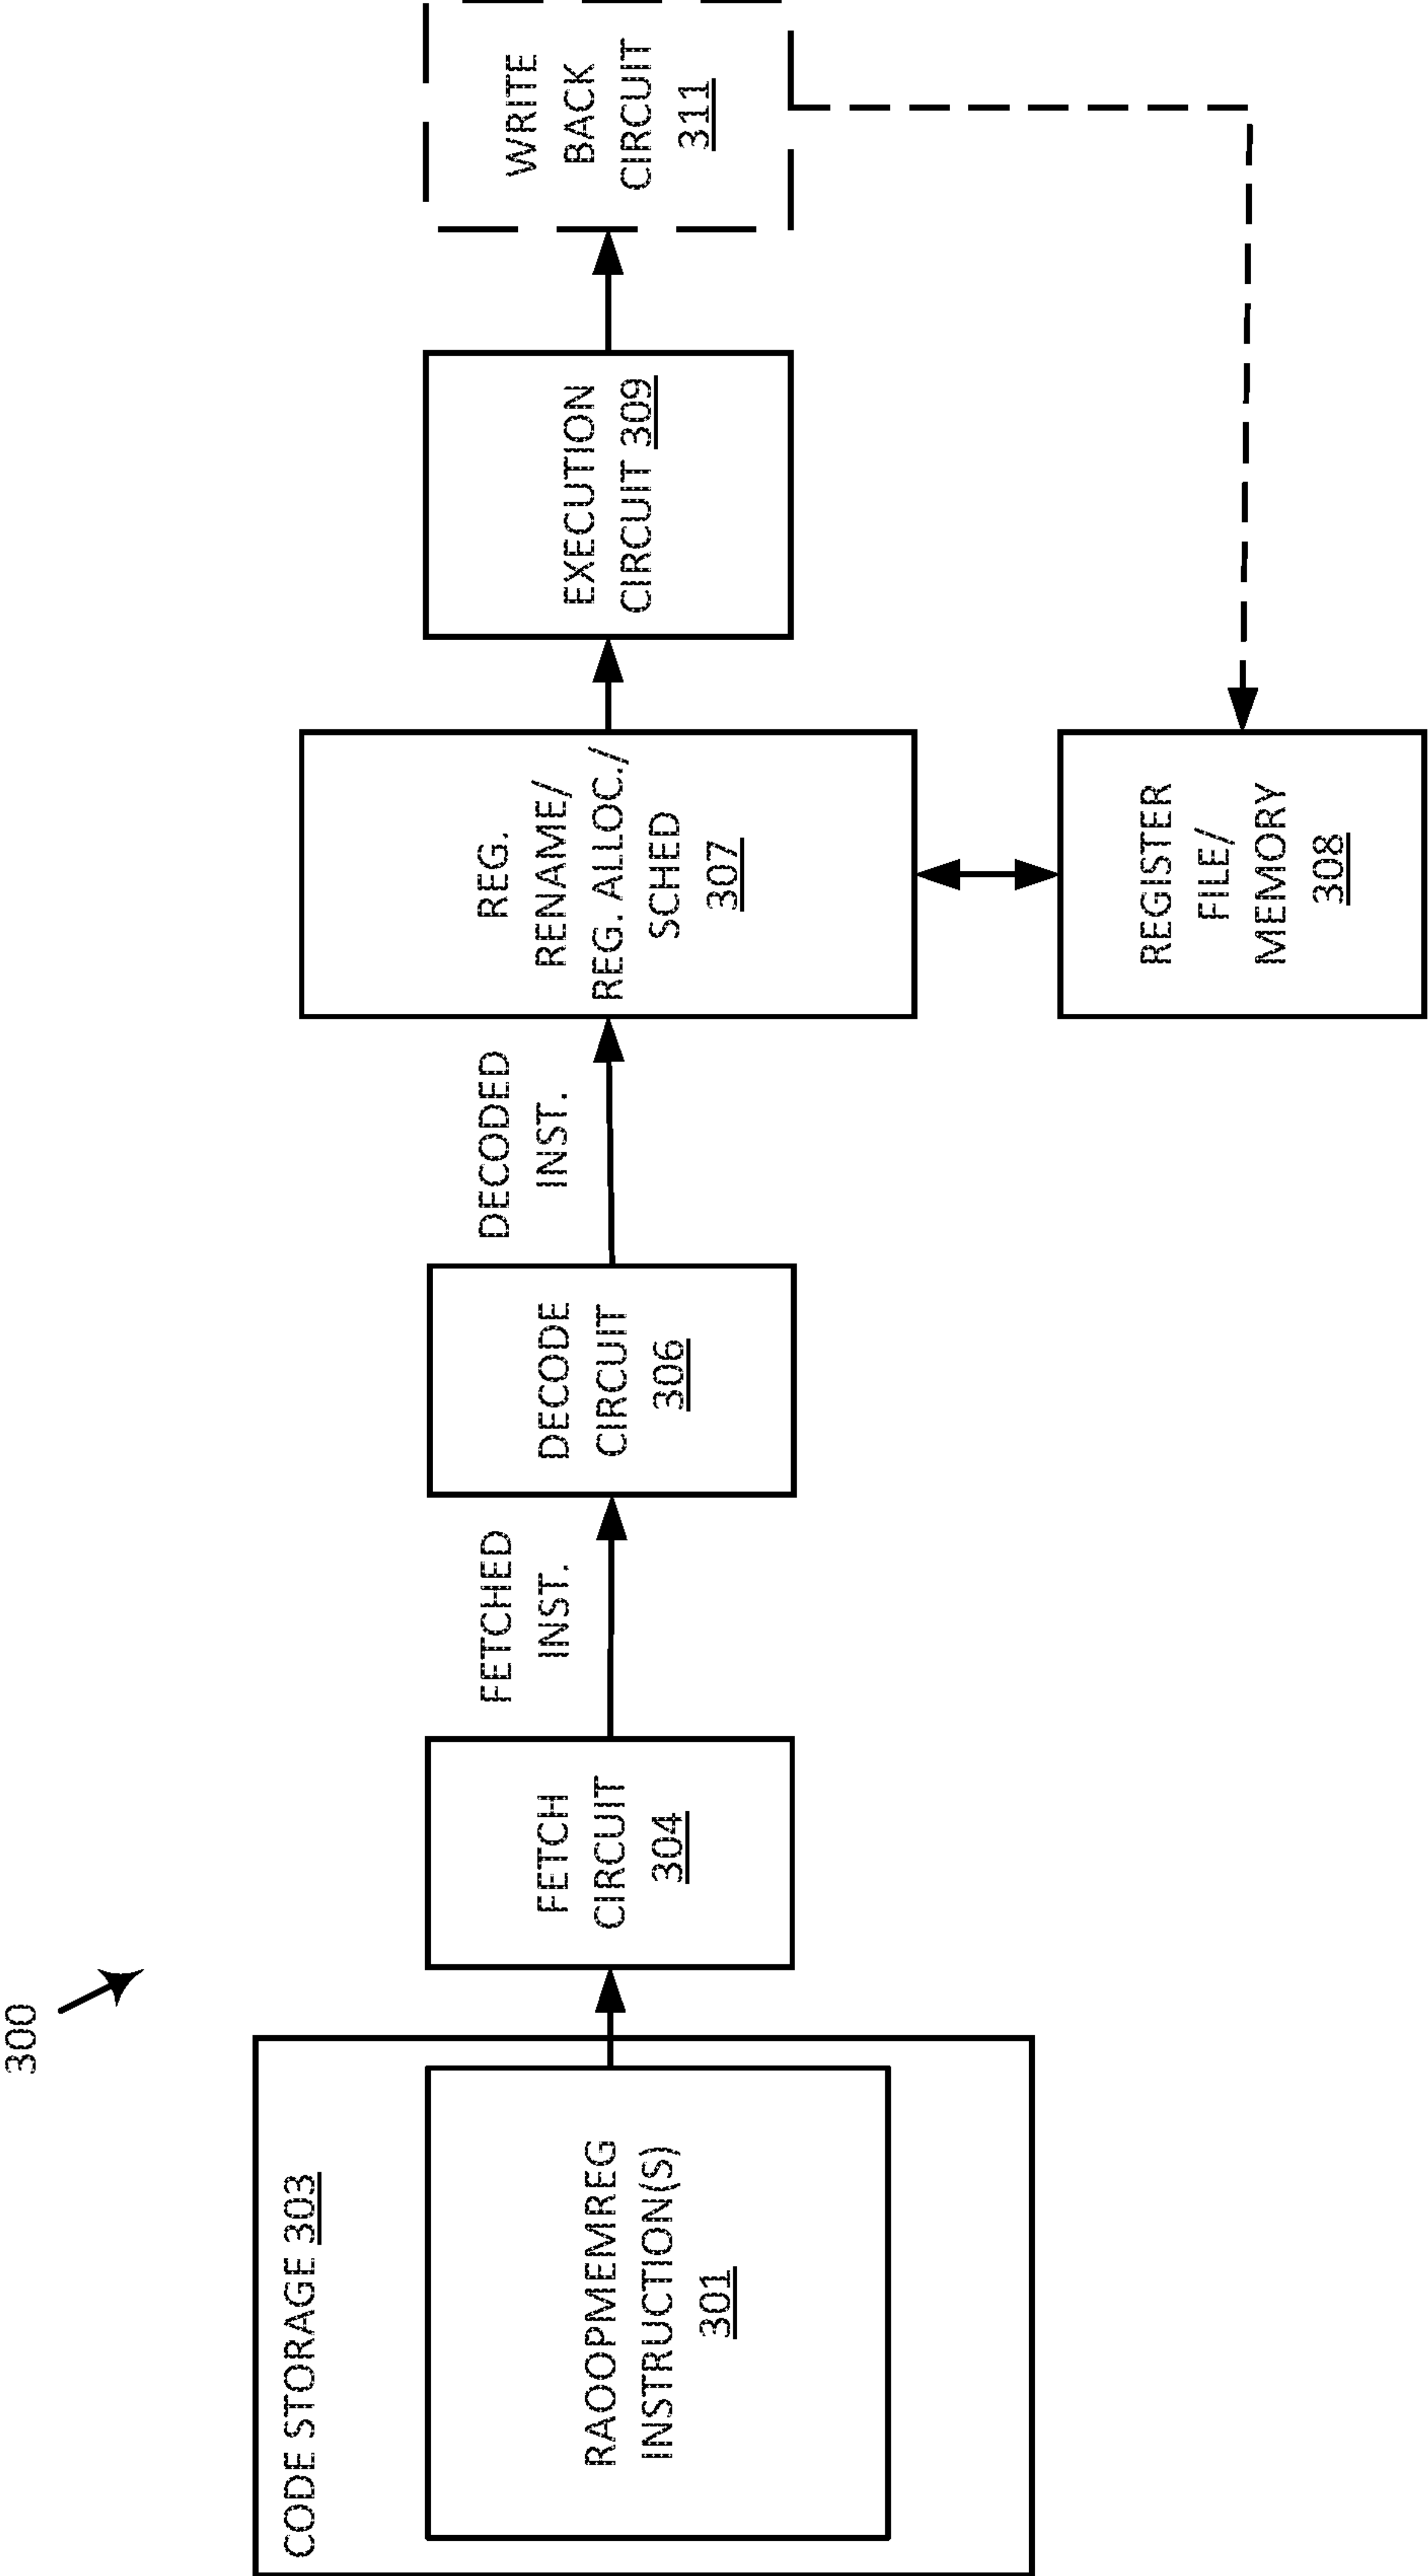 300
CODE STORAGE 303
RAOOPMEMREG
INSTRUCTION(S)
301
FETCH
CIRCUIT
304
FETCHED
INST.
DECODE
CIRCUIT
306
DECODED
INST.
REG.
RENAME/
REG. ALLOC./
SCHED
307
REGISTER
FILE/
MEMORY
308
EXECUTION
CIRCUIT 309
WRITE
BACK
CIRCUIT
311